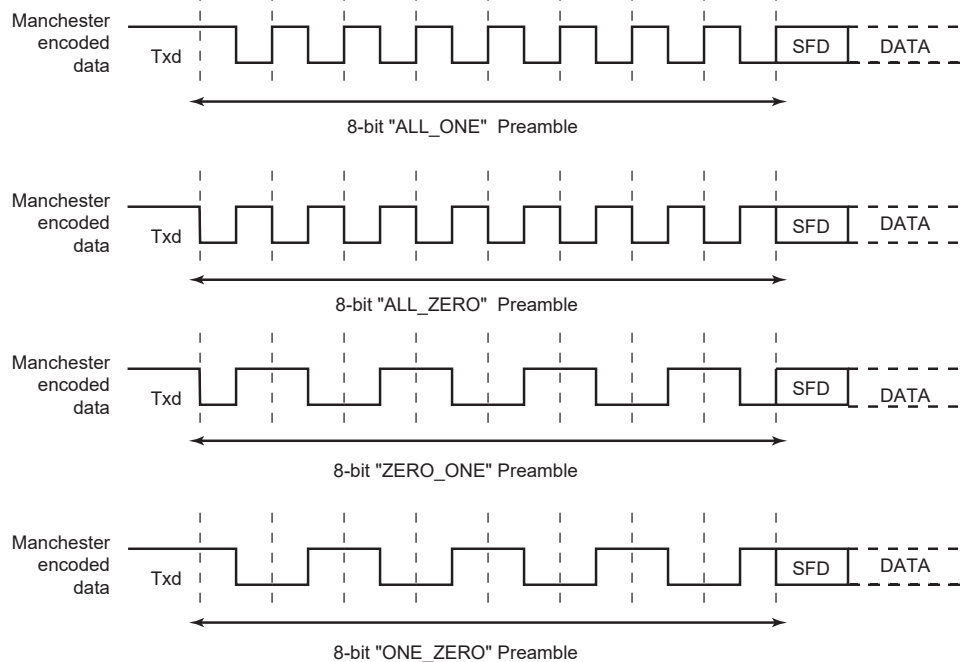 Manchester
encoded
data
Txd
SFD
DATA
8-bit "ALL_ONE" Preamble
Manchester
encoded
data
Txd
SFD
DATA
8-bit "ALL_ZERO" Preamble
Manchester
encoded
data
Txd
SFD
DATA
8-bit "ZERO_ONE" Preamble
Manchester
encoded
data
Txd
SFD
DATA
8-bit "ONE_ZERO" Preamble